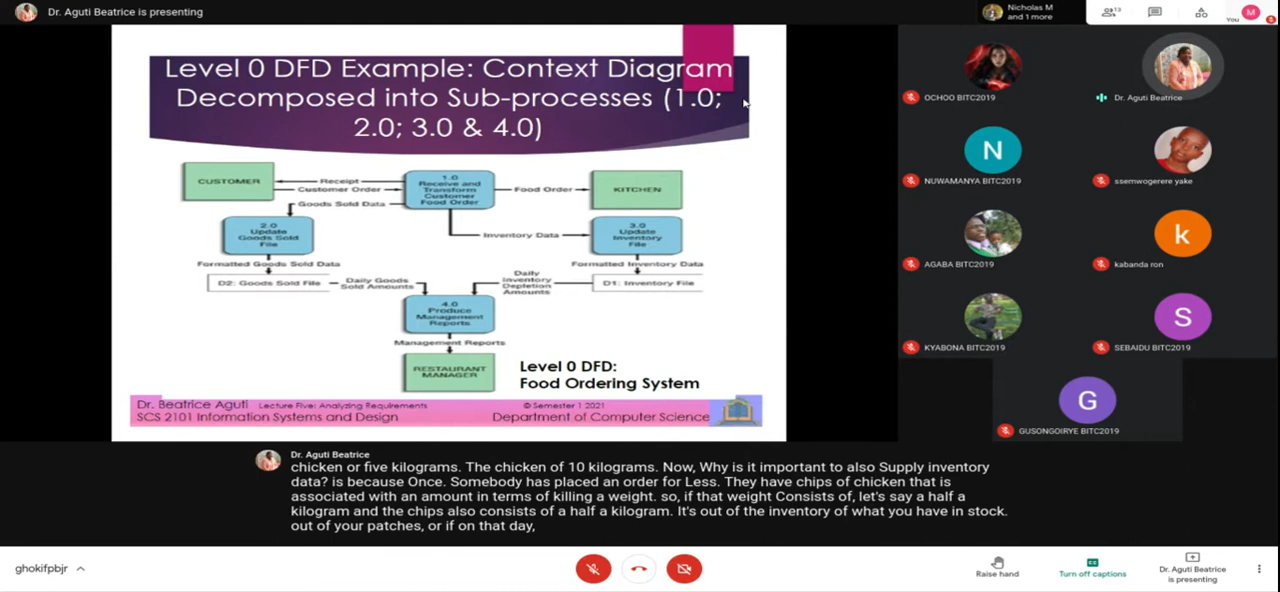 Dr. Aguti Beatrice is presenting
Nicholas M
and 1 more
13
You
M
Level 0 DFD Example: Context Diagram
Decomposed into Sub-processes (1.0;
2.0; 3.0 & 4.0)
CUSTOMER
Receipt
Customer Order
1.0
Receive and
Transform
Customer
Food Order
Food Order
KITCHEN
Goods Sold Data
2.0
Update
Goods Sold
File
Inventory Data
3.0
Update
Inventory
File
Formatted Goods Sold Data
Formatted Inventory Data
D2: Goods Sold File
Daily Goods
Sold Amounts
Daily
Inventory
Depletion
Amounts
D1: Inventory File
4.0
Produce
Management
Reports
Management Reports
RESTAURANT
MANAGER
Level 0 DFD:
Food Ordering System
Dr. Beatrice Aguti Lecture Five: Analyzing Requirements © Semester 1 2021
SCS 2101 Information Systems and Design Department of Computer Science
OCHOO BITC2019
Dr. Aguti Beatrice
N
NUWAMANYA BITC2019
ssemwogerere yake
AGABA BITC2019
k
kabanda ron
KYABONA BITC2019
S
SEBAIDU BITC2019
G
GUSONGOIRYE BITC2019
Dr. Aguti Beatrice
chicken or five kilograms. The chicken of 10 kilograms. Now, Why is it important to also Supply inventory
data? is because Once. Somebody has placed an order for Less. They have chips of chicken that is
associated with an amount in terms of killing a weight. so, if that weight Consists of, let's say a half a
kilogram and the chips also consists of a half a kilogram. It's out of the inventory of what you have in stock.
out of your patches, or if on that day,
ghokifpbjr
Raise hand
CC
Turn off captions
Dr. Aguti Beatrice
is presenting